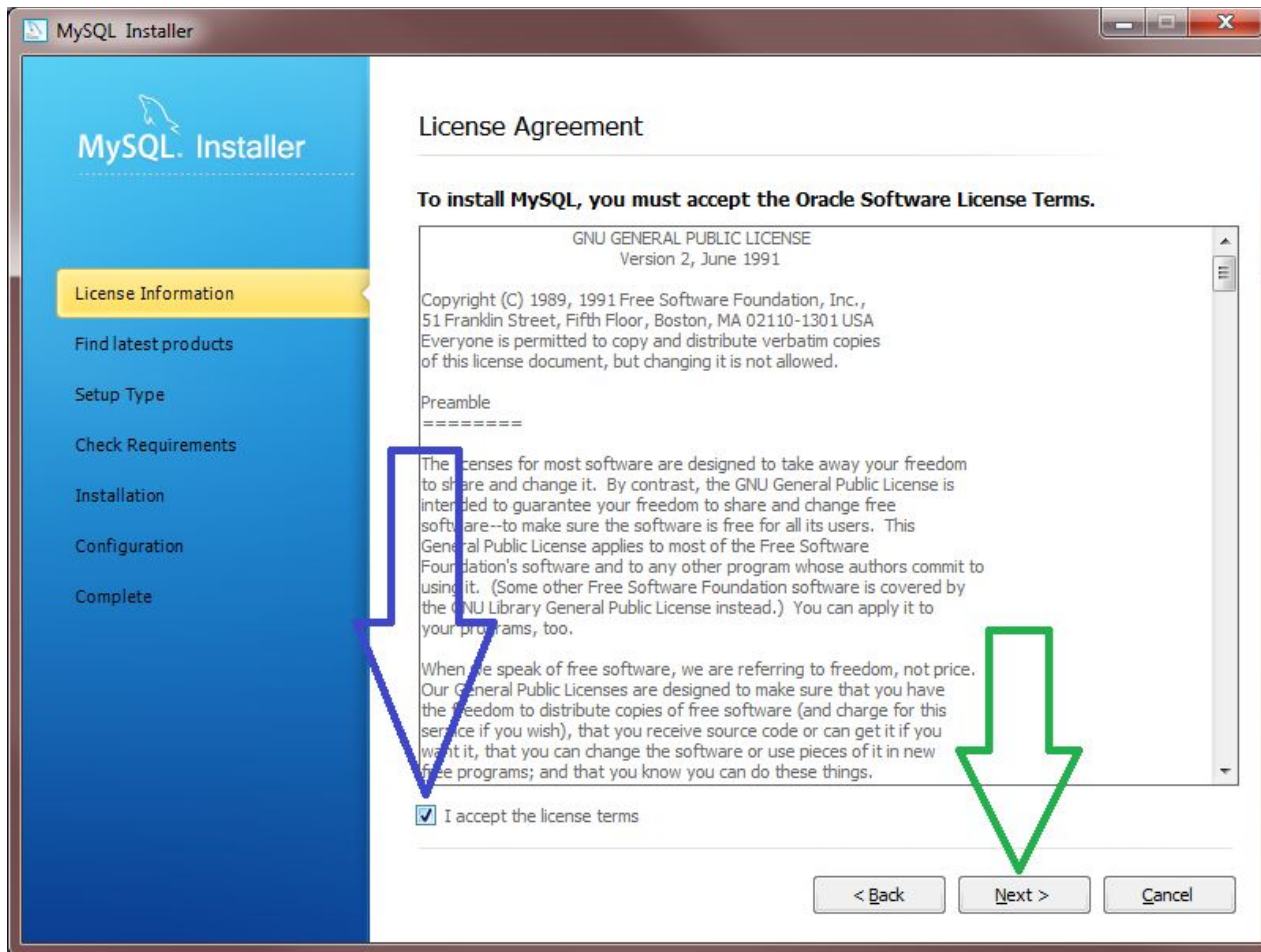 MySQL Installer
MySQL. Installer
License Information
Find latest products
Setup Type
Check Requirements
Installation
Configuration
Complete
License Agreement
To install MySQL, you must accept the Oracle Software License Terms.
GNU GENERAL PUBLIC LICENSE
Version 2, June 1991
Copyright (C) 1989, 1991 Free Software Foundation, Inc.,
51 Franklin Street, Fifth Floor, Boston, MA 02110-1301 USA
Everyone is permitted to copy and distribute verbatim copies
of this license document, but changing it is not allowed.
Preamble
========
The licenses for most software are designed to take away your freedom
to share and change it. By contrast, the GNU General Public License is
intended to guarantee your freedom to share and change free
software--to make sure the software is free for all its users. This
General Public License applies to most of the Free Software
Foundation's software and to any other program whose authors commit to
using it. (Some other Free Software Foundation software is covered by
the GNU Library General Public License instead.) You can apply it to
your programs, too.
When we speak of free software, we are referring to freedom, not price.
Our General Public Licenses are designed to make sure that you have
the freedom to distribute copies of free software (and charge for this
service if you wish), that you receive source code or can get it if you
want it, that you can change the software or use pieces of it in new
free programs; and that you know you can do these things.
I accept the license terms
< Back
Next >
Cancel